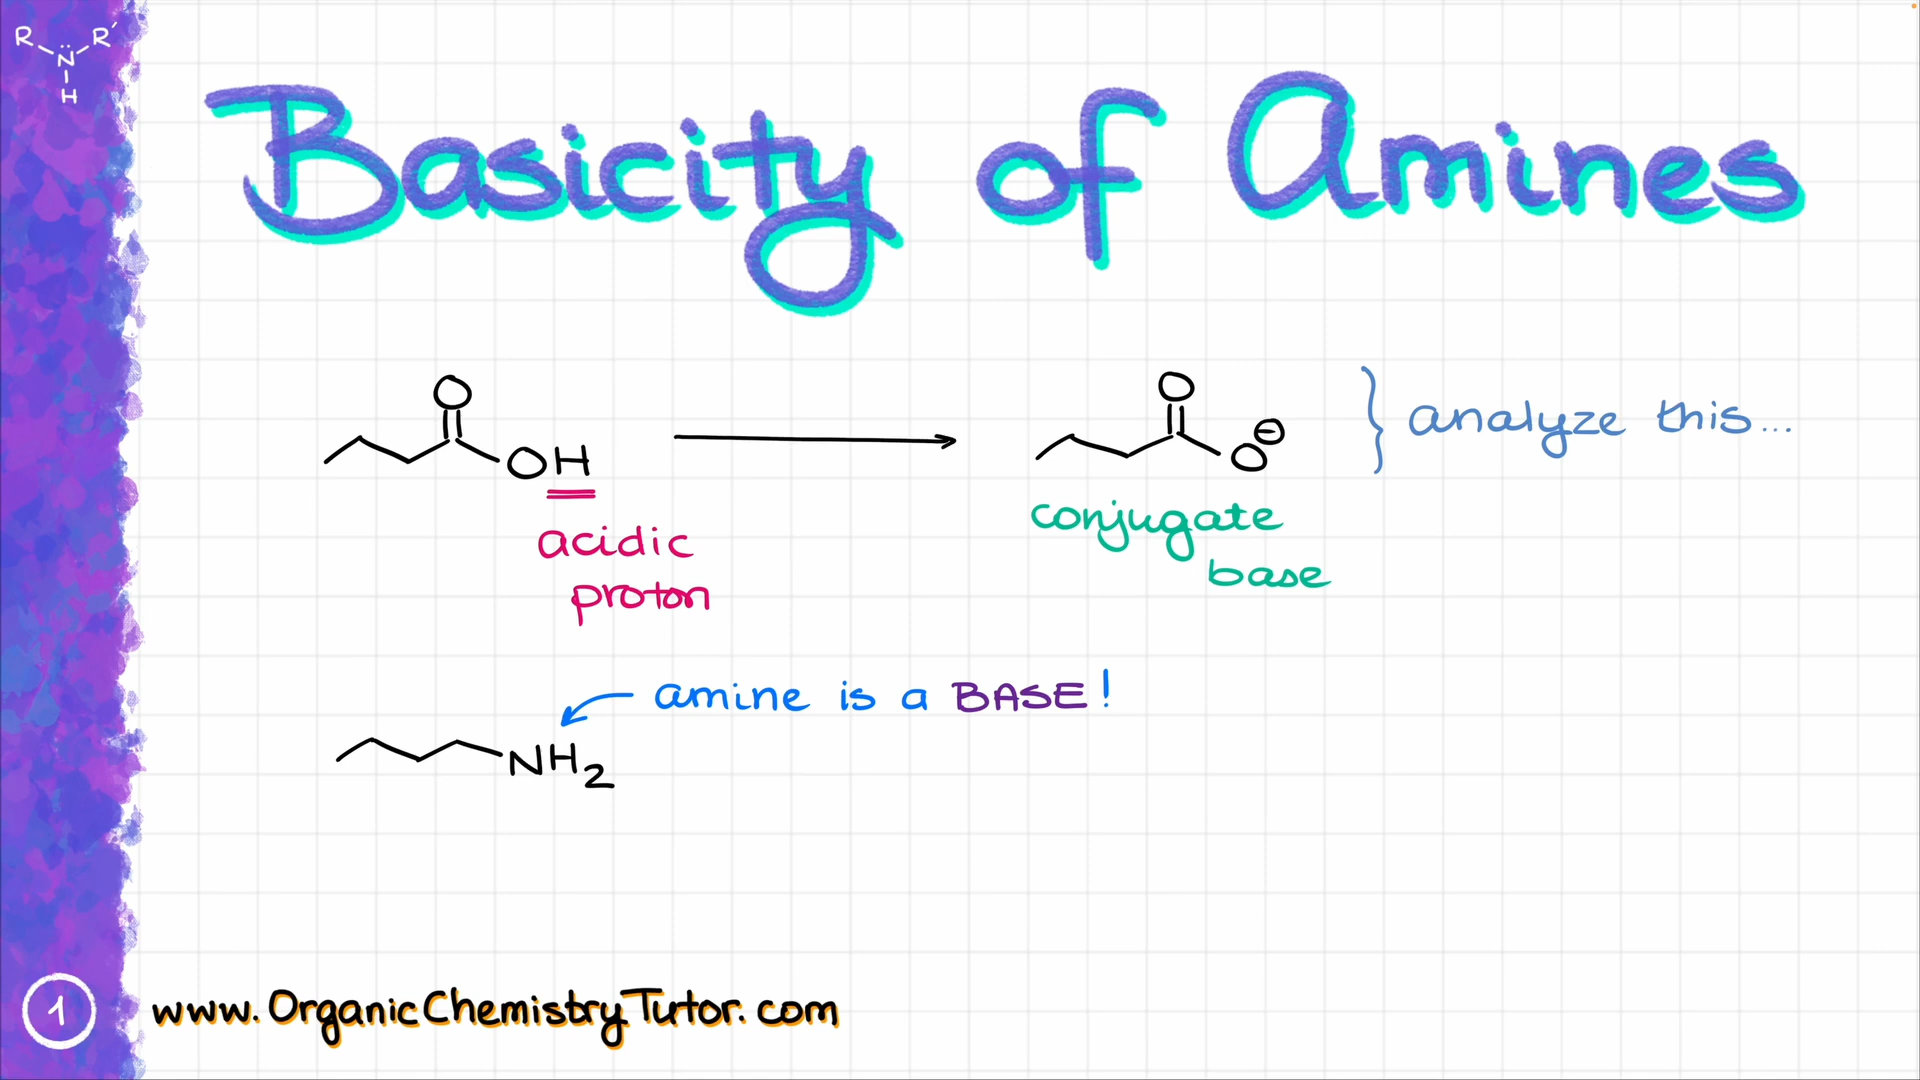 R N̈ R´
H
Basicity of Amines
O
OH
O
O⊖
} analyze this...
acidic
proton
conjugate
base
amine is a BASE!
NH₂
1
www.OrganicChemistryTutor.com